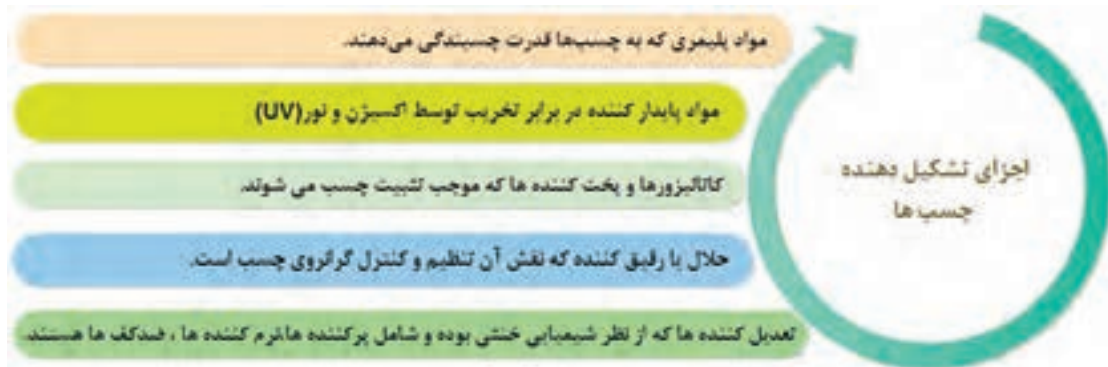 مواد پلیمری که به چسب‌ها قدرت چسبندگی می‌دهند.
مواد پایدار کننده در برابر تخریب توسط اکسیژن و نور(UV)
کاتالیزورها و پخت کننده ها که موجب تثبیت چسب می شوند.
حلال یا رقیق کننده که نقش آن تنظیم و کنترل گرانروی چسب است.
تعدیل کننده ها که از نظر شیمیایی خنثی بوده و شامل پرکننده ها،نرم کننده ها ، ضدکف ها هستند.
اجزای تشکیل دهنده
چسب‌ها